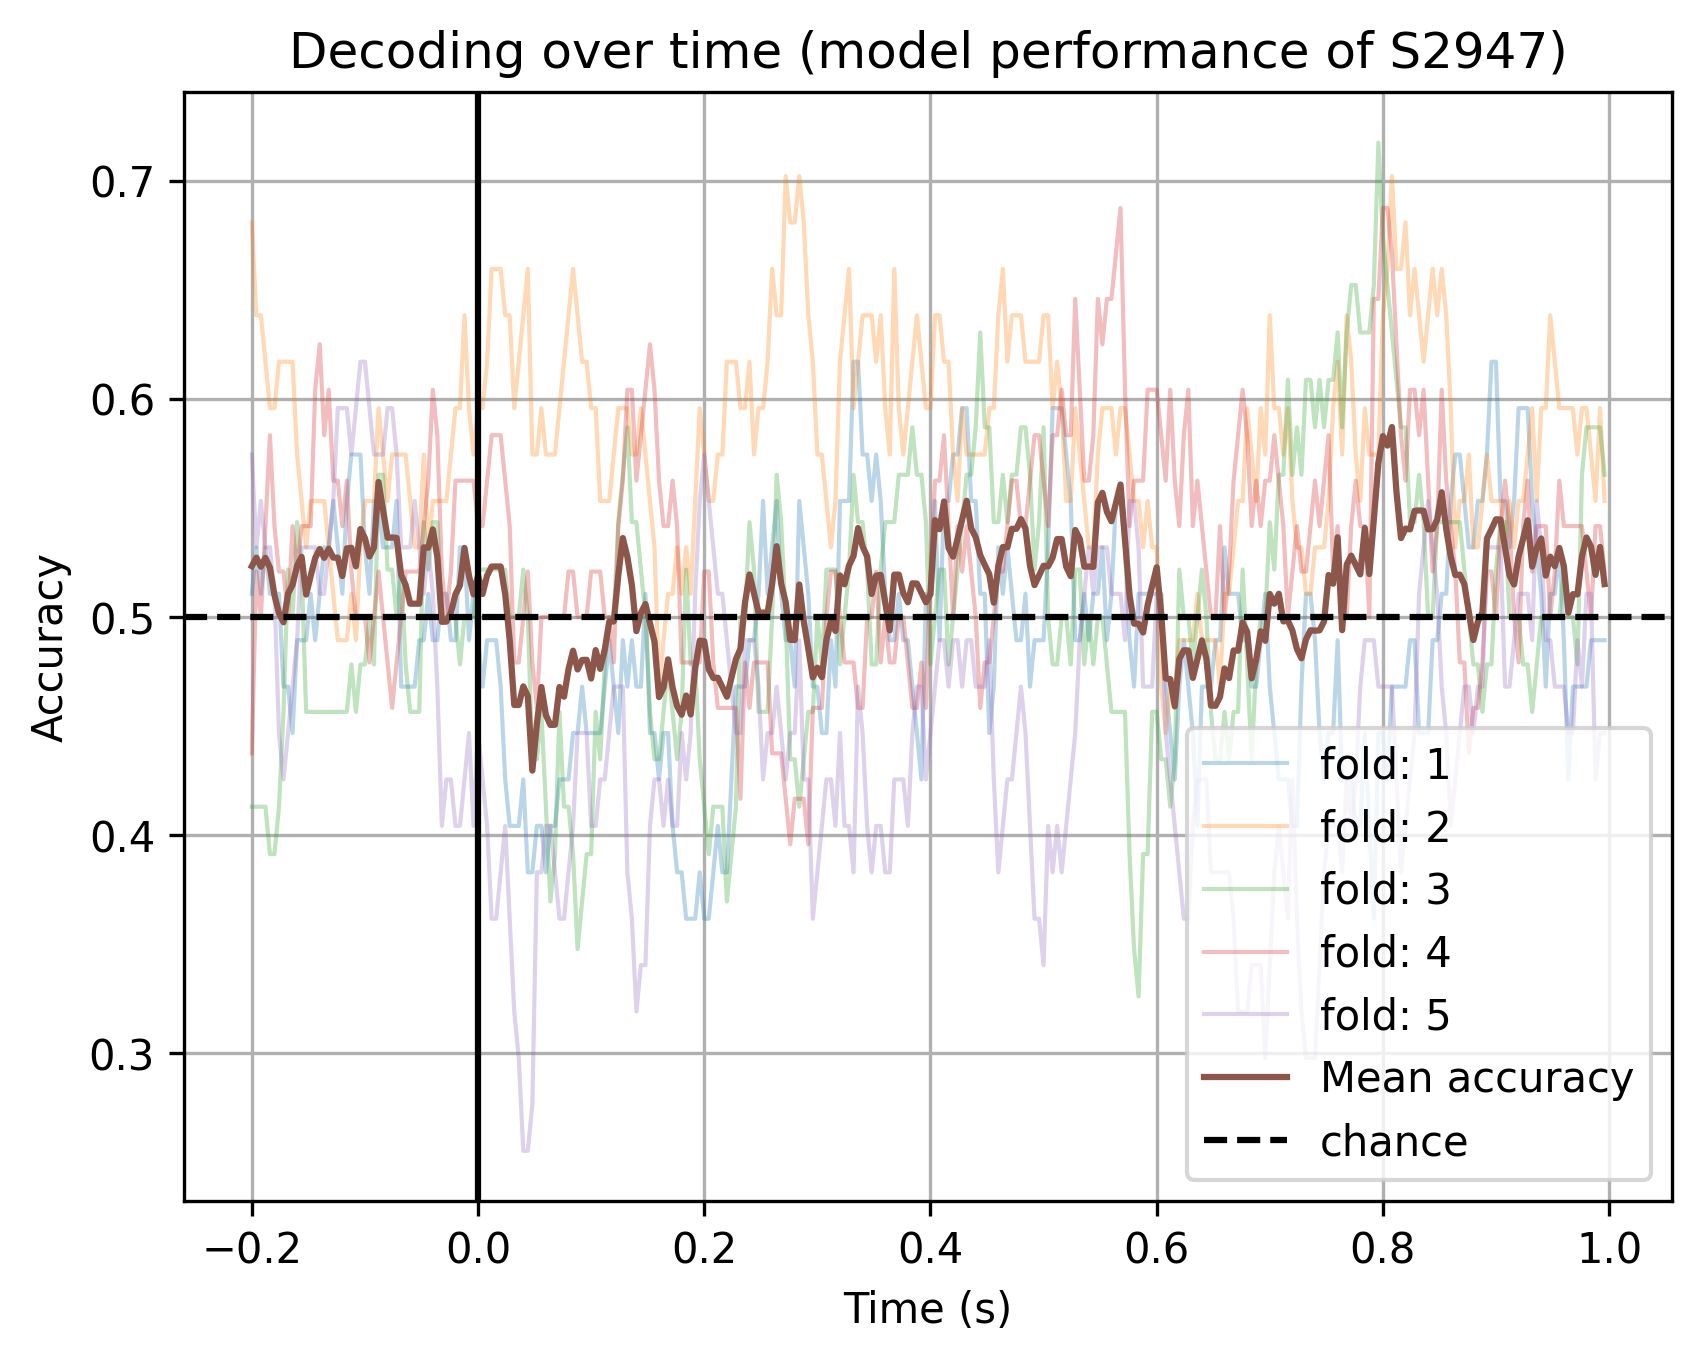 Decoding over time (model performance of S2947)
Accuracy
0.7
0.6
0.5
0.4
0.3
fold: 1
fold: 2
fold: 3
fold: 4
fold: 5
Mean accuracy
chance
−0.2 0.0 0.2 0.4 0.6 0.8 1.0
Time (s)